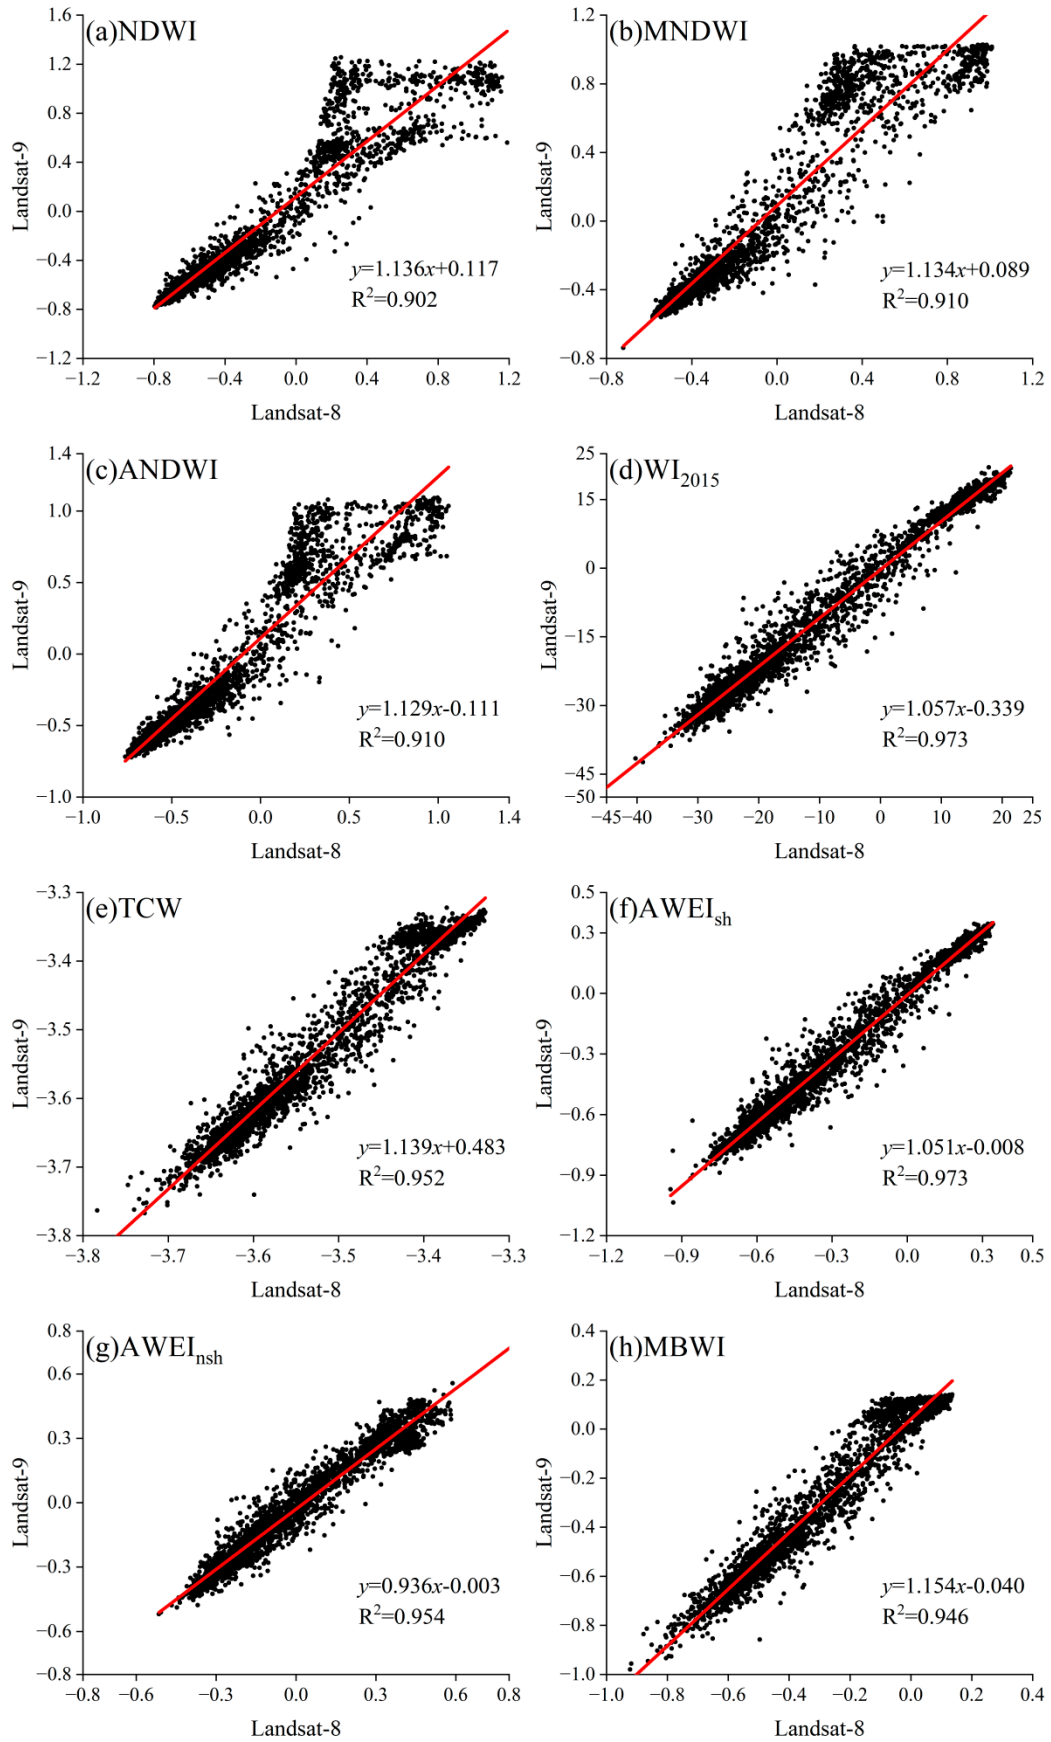 (a)NDWI
1.6
1.2
0.8
0.4
0.0
−0.4
−0.8
−1.2
Landsat-9
y=1.136x+0.117
R²=0.902
−1.2 −0.8 −0.4 0.0 0.4 0.8 1.2
Landsat-8
(b)MNDWI
1.2
0.8
0.4
0.0
−0.4
−0.8
Landsat-9
y=1.134x+0.089
R²=0.910
−0.8 −0.4 0.0 0.4 0.8 1.2
Landsat-8
(c)ANDWI
1.4
1.0
0.5
0.0
−0.5
−1.0
Landsat-9
y=1.129x-0.111
R²=0.910
−1.0 −0.5 0.0 0.5 1.0 1.4
Landsat-8
(d)WI₂₀₁₅
25
15
0
−15
−30
−45
−50
Landsat-9
y=1.057x-0.339
R²=0.973
−45 −40 −30 −20 −10 0 10 20 25
Landsat-8
(e)TCW
−3.3
−3.4
−3.5
−3.6
−3.7
−3.8
Landsat-9
y=1.139x+0.483
R²=0.952
−3.8 −3.7 −3.6 −3.5 −3.4 −3.3
Landsat-8
(f)AWEIsh
0.5
0.3
0.0
−0.3
−0.6
−0.9
−1.2
Landsat-9
y=1.051x-0.008
R²=0.973
−1.2 −0.9 −0.6 −0.3 0.0 0.3 0.5
Landsat-8
(g)AWEInsh
0.8
0.6
0.3
0.0
−0.3
−0.6
−0.8
Landsat-9
y=0.936x-0.003
R²=0.954
−0.8 −0.6 −0.3 0.0 0.3 0.6 0.8
Landsat-8
(h)MBWI
0.4
0.2
0.0
−0.2
−0.4
−0.6
−0.8
−1.0
Landsat-9
y=1.154x-0.040
R²=0.946
−1.0 −0.8 −0.6 −0.4 −0.2 0.0 0.2 0.4
Landsat-8